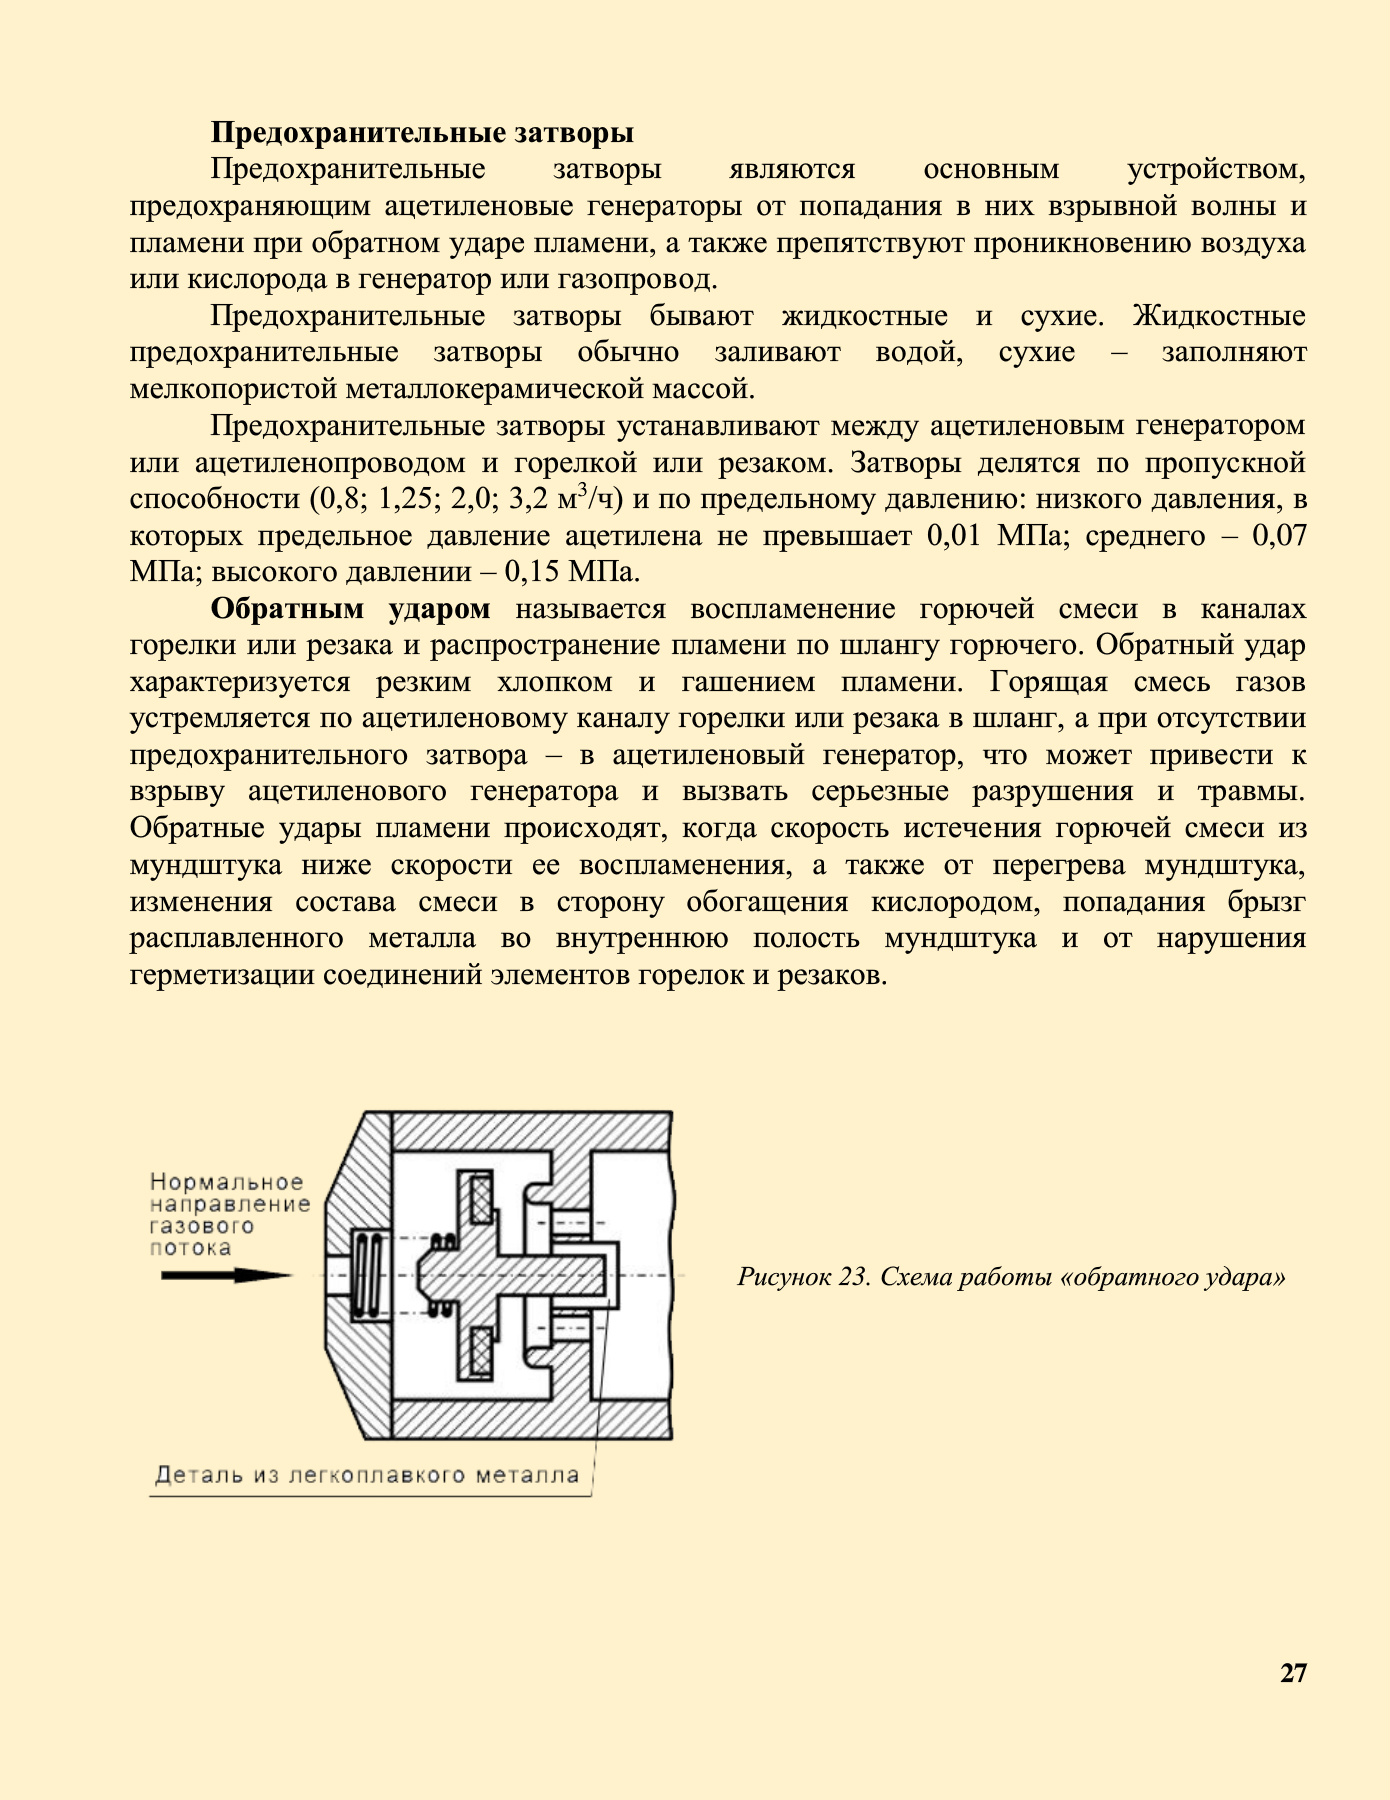 Предохранительные затворы
Предохранительные затворы являются основным устройством,
предохраняющим ацетиленовые генераторы от попадания в них взрывной волны и
пламени при обратном ударе пламени, а также препятствуют проникновению воздуха
или кислорода в генератор или газопровод.
Предохранительные затворы бывают жидкостные и сухие. Жидкостные
предохранительные затворы обычно заливают водой, сухие – заполняют
мелкопористой металлокерамической массой.
Предохранительные затворы устанавливают между ацетиленовым генератором
или ацетиленопроводом и горелкой или резаком. Затворы делятся по пропускной
способности (0,8; 1,25; 2,0; 3,2 м³/ч) и по предельному давлению: низкого давления, в
которых предельное давление ацетилена не превышает 0,01 МПа; среднего – 0,07
МПа; высокого давлении – 0,15 МПа.
Обратным ударом называется воспламенение горючей смеси в каналах
горелки или резака и распространение пламени по шлангу горючего. Обратный удар
характеризуется резким хлопком и гашением пламени. Горящая смесь газов
устремляется по ацетиленовому каналу горелки или резака в шланг, а при отсутствии
предохранительного затвора – в ацетиленовый генератор, что может привести к
взрыву ацетиленового генератора и вызвать серьезные разрушения и травмы.
Обратные удары пламени происходят, когда скорость истечения горючей смеси из
мундштука ниже скорости ее воспламенения, а также от перегрева мундштука,
изменения состава смеси в сторону обогащения кислородом, попадания брызг
расплавленного металла во внутреннюю полость мундштука и от нарушения
герметизации соединений элементов горелок и резаков.
Нормальное
направление
газового
потока
Рисунок 23. Схема работы «обратного удара»
Деталь из легкоплавкого металла
27